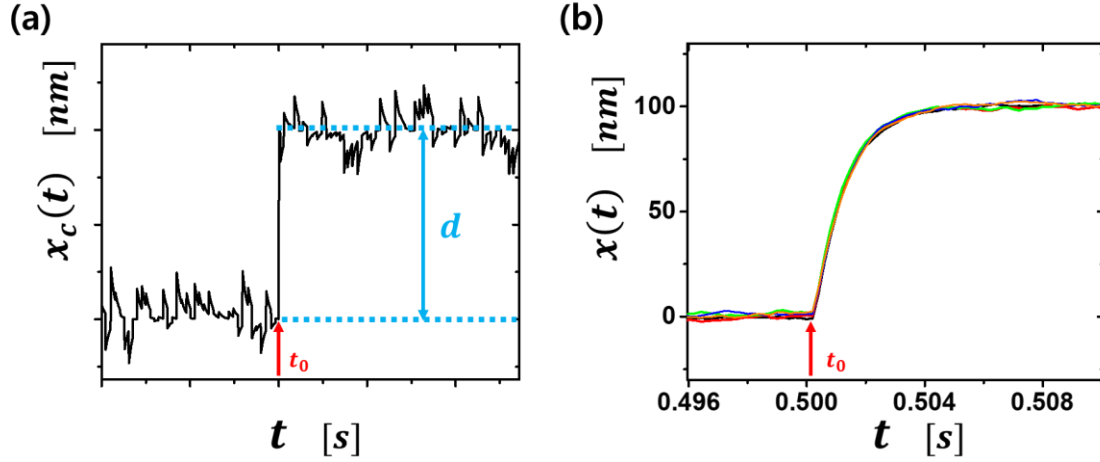 (a)
x_c(t) [nm]
d
t_0
t [s]
(b)
x(t) [nm]
100
50
0
t_0
0.496 0.500 0.504 0.508
t [s]